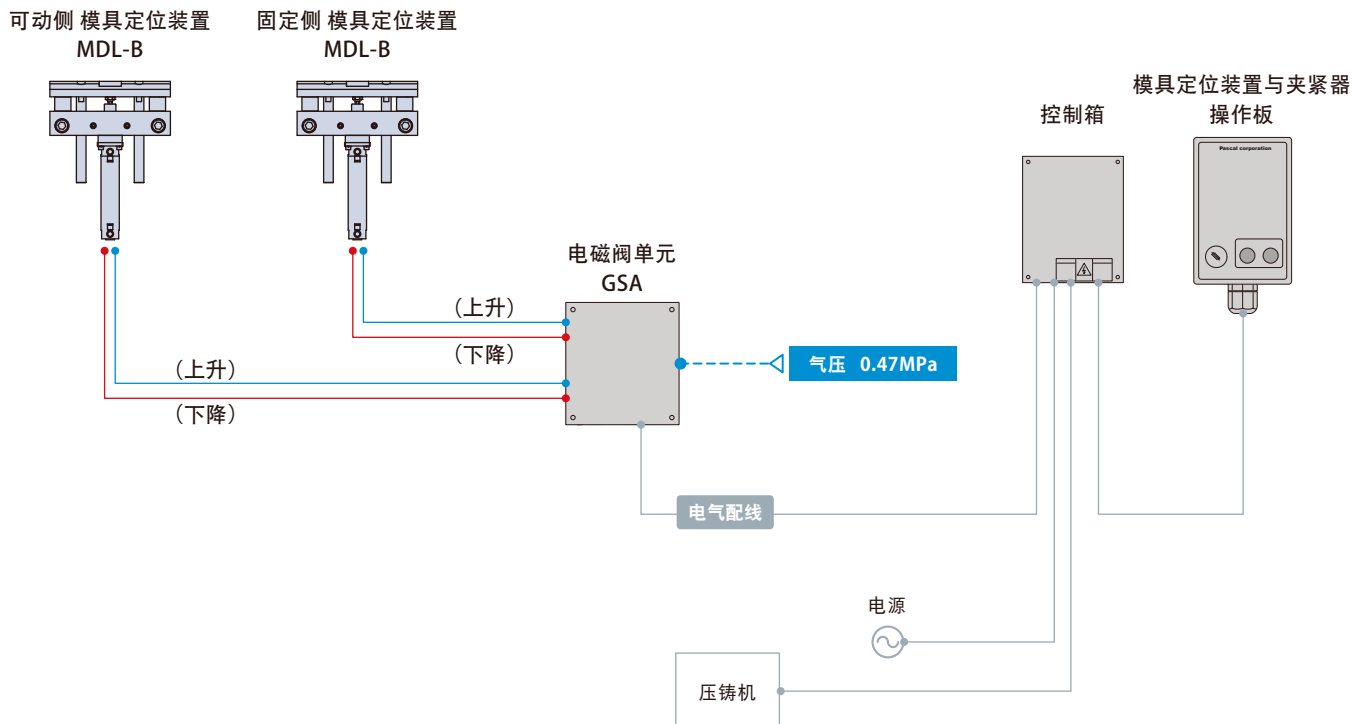 可动侧 模具定位装置
MDL-B
固定侧 模具定位装置
MDL-B
模具定位装置与夹紧器
操作板
控制箱
Pascal corporation
电磁阀单元
GSA
(上升)
(下降)
(上升)
(下降)
气压 0.47MPa
电气配线
电源
压铸机